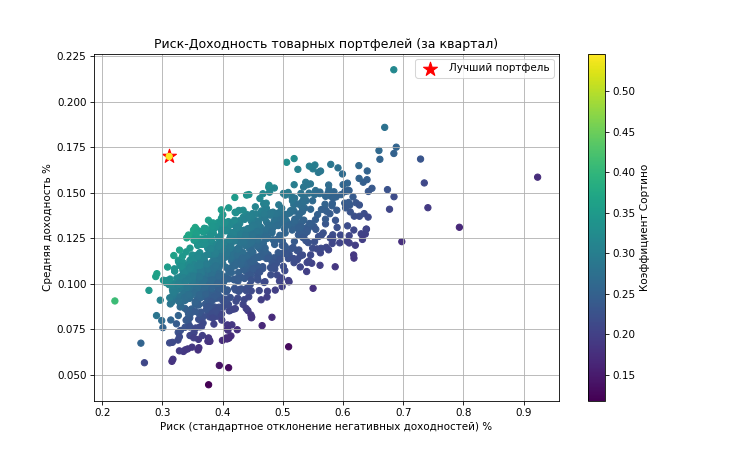 Риск-Доходность товарных портфелей (за квартал)
Лучший портфель
Средняя доходность %
0.225
0.200
0.175
0.150
0.125
0.100
0.075
0.050
0.2 0.3 0.4 0.5 0.6 0.7 0.8 0.9
Риск (стандартное отклонение негативных доходностей) %
0.50
0.45
0.40
0.35
0.30
0.25
0.20
0.15
Коэффициент Сортино